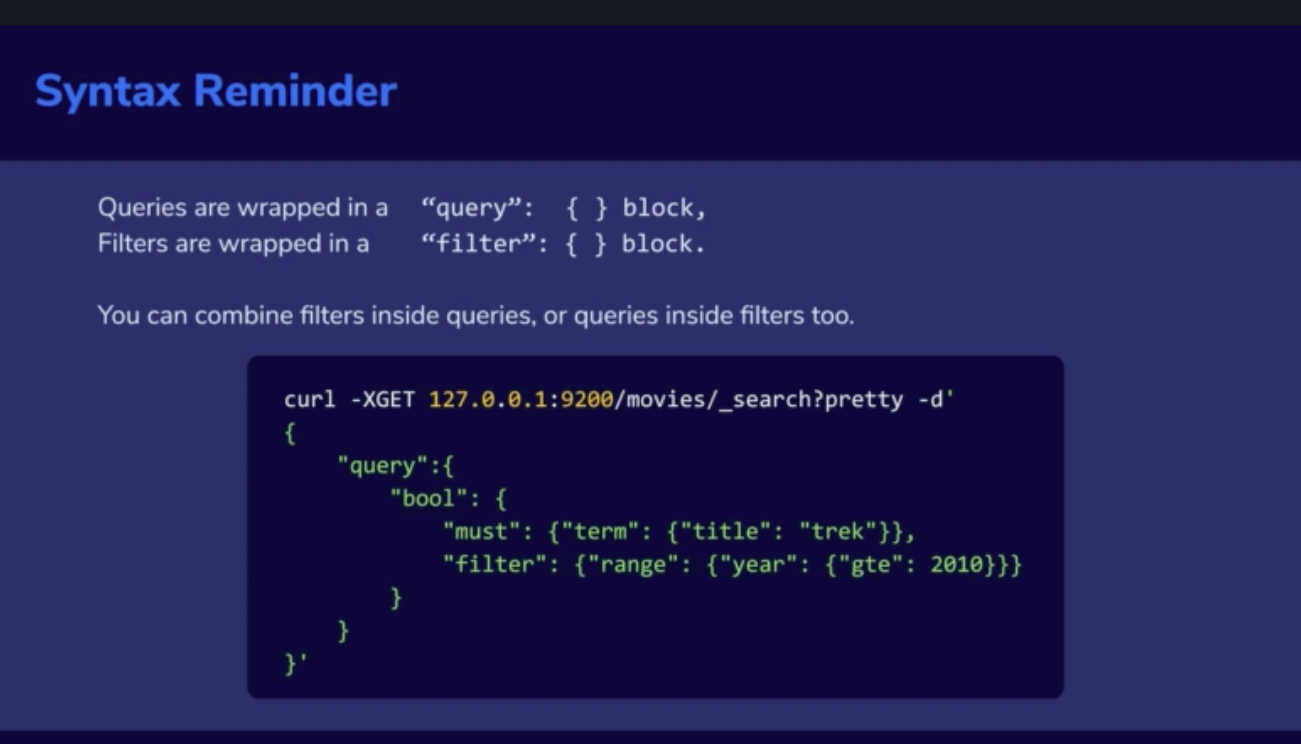 Syntax Reminder
Queries are wrapped in a “query”: { } block,
Filters are wrapped in a “filter”: { } block.
You can combine filters inside queries, or queries inside filters too.
curl -XGET 127.0.0.1:9200/movies/_search?pretty -d'
{
    "query":{
        "bool": {
            "must": {"term": {"title": "trek"}},
            "filter": {"range": {"year": {"gte": 2010}}}
        }
    }
}'